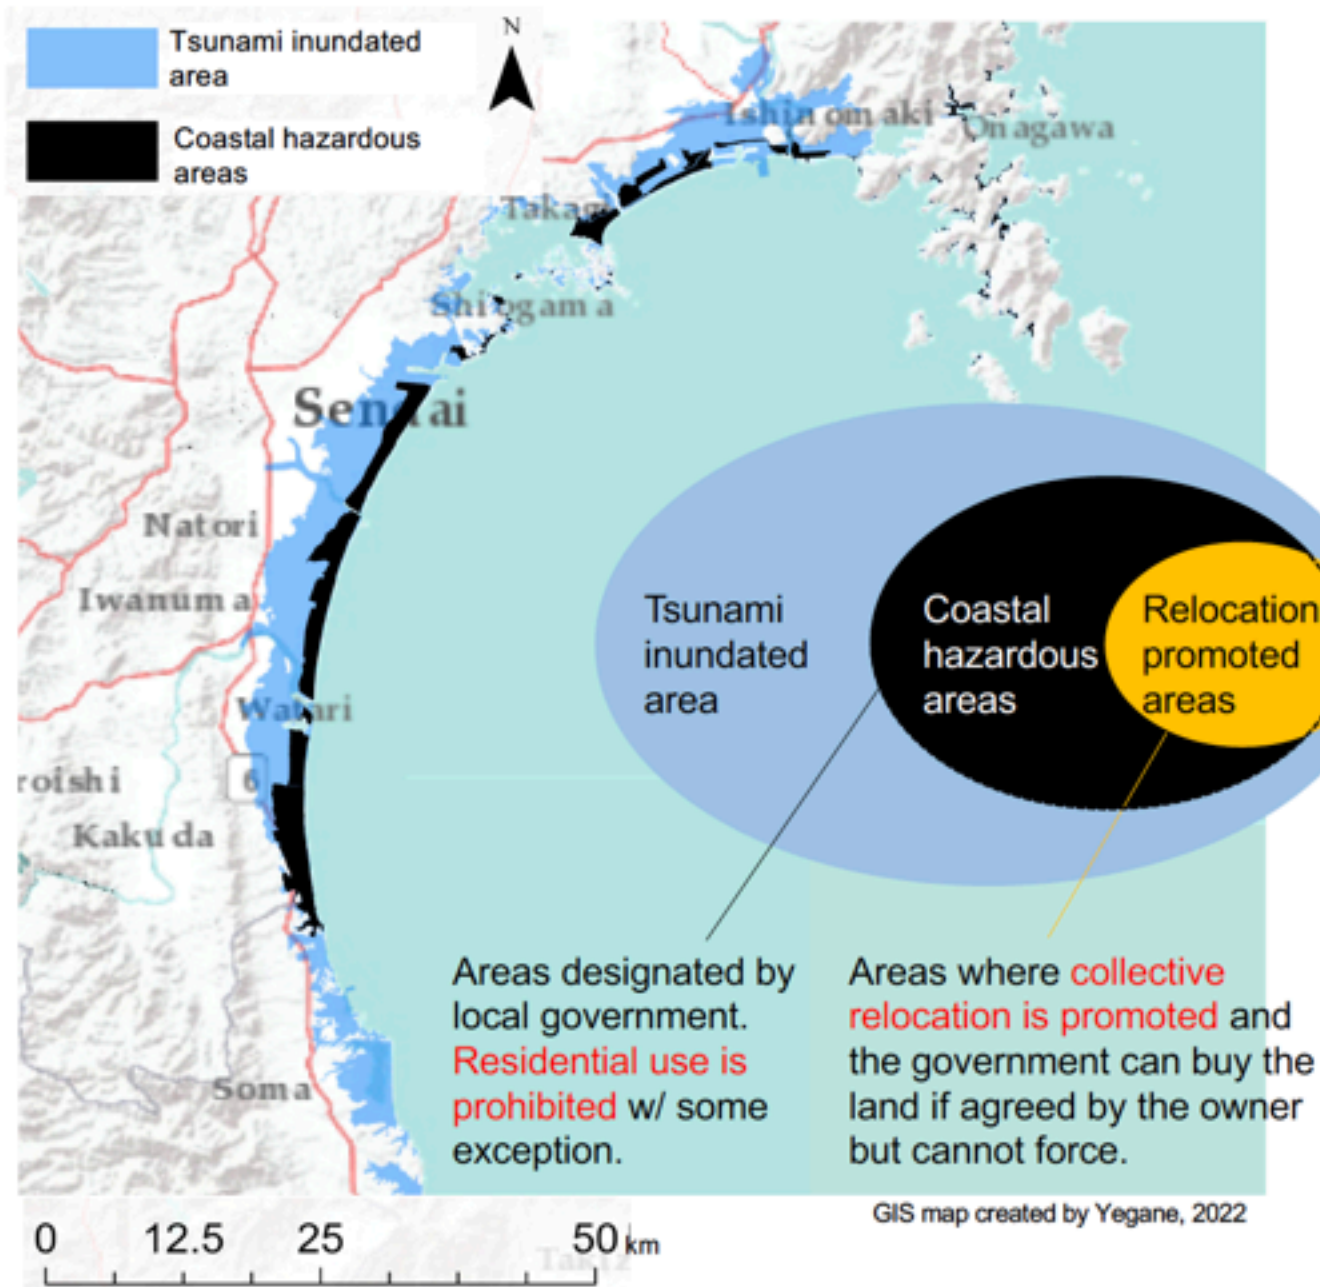 Tsunami inundated
area
Coastal hazardous
areas
N
Ishinomaki
Onagawa
Shiogama
Sendai
Natori
Iwanuma
Watari
roishi
6
Kakuda
Soma
Tsunami
inundated
area
Coastal
hazardous
areas
Relocation
promoted
areas
Areas designated by
local government.
Residential use is
prohibited w/ some
exception.
Areas where collective
relocation is promoted and
the government can buy the
land if agreed by the owner
but cannot force.
GIS map created by Yegane, 2022
0 12.5 25 50 km